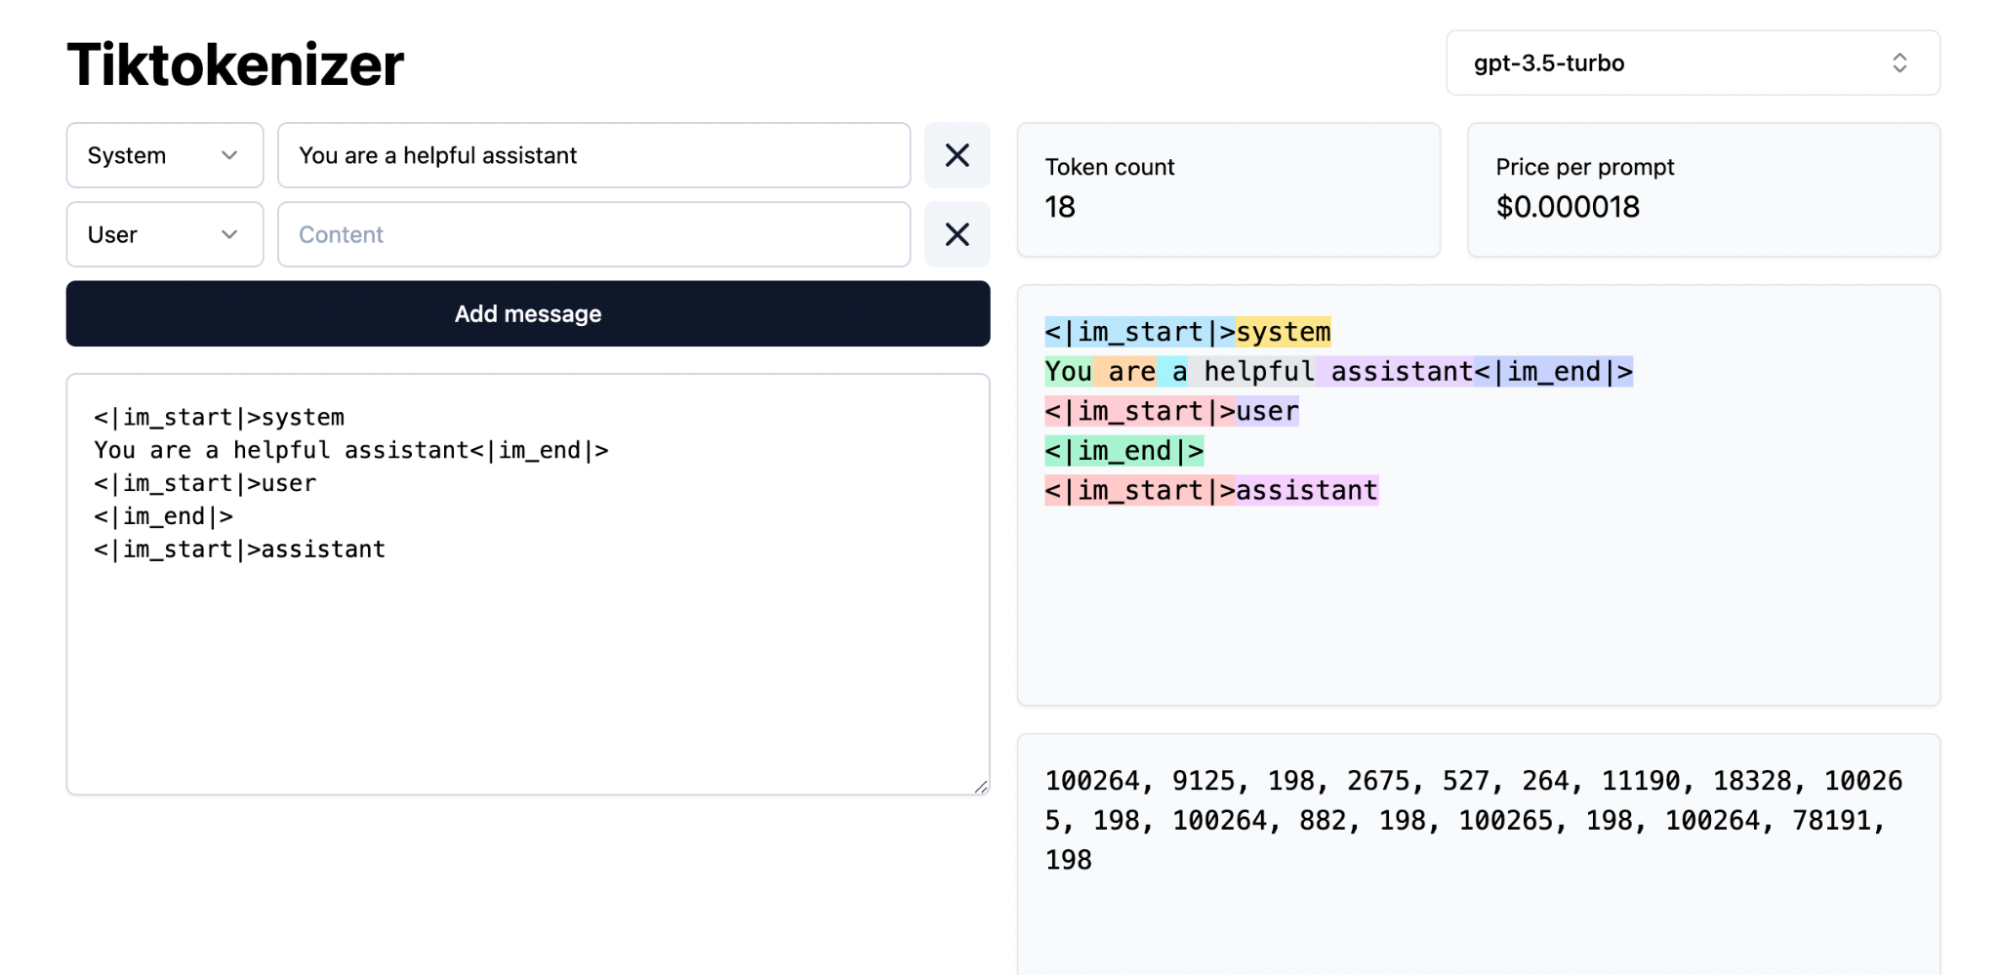 Tiktokenizer
gpt-3.5-turbo
System
You are a helpful assistant
User
Content
Add message
<|im_start|>system
You are a helpful assistant<|im_end|>
<|im_start|>user
<|im_end|>
<|im_start|>assistant
Token count
18
Price per prompt
$0.000018
<|im_start|>system
You are a helpful assistant<|im_end|>
<|im_start|>user
<|im_end|>
<|im_start|>assistant
100264, 9125, 198, 2675, 527, 264, 11190, 18328, 10026
5, 198, 100264, 882, 198, 100265, 198, 100264, 78191,
198